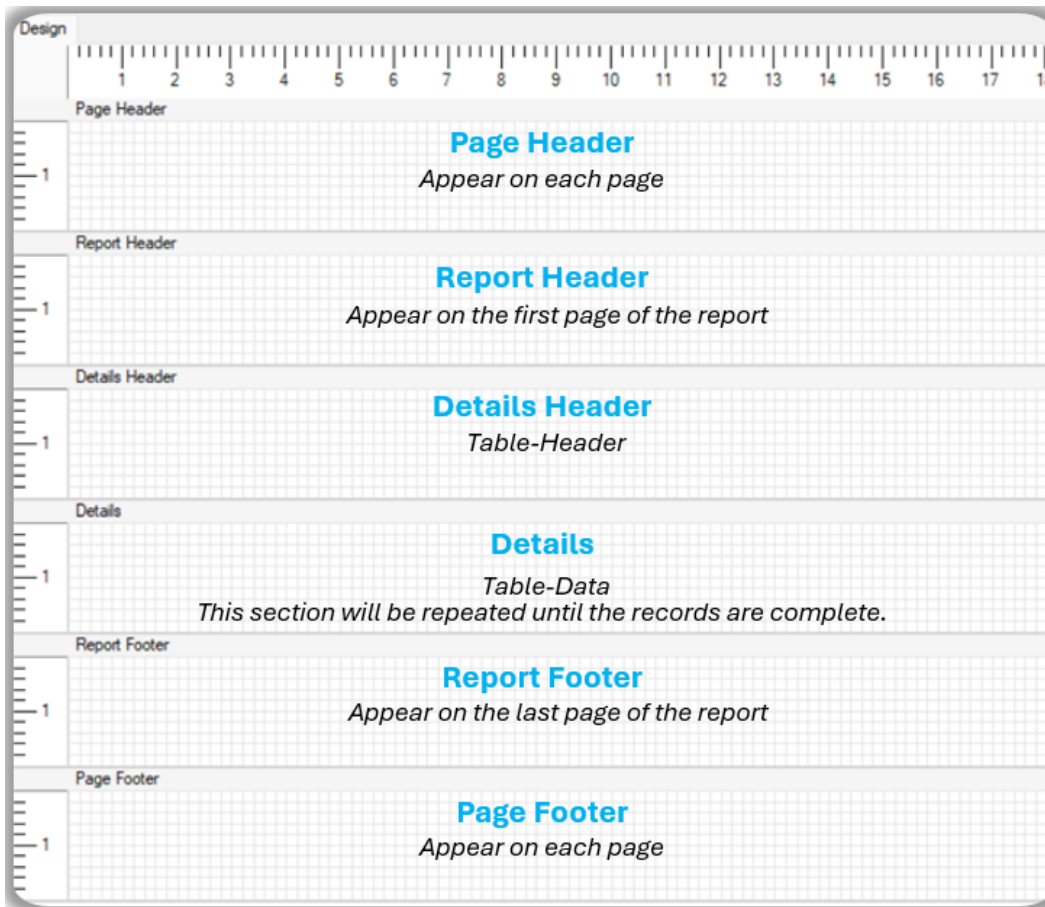 Design
1 2 3 4 5 6 7 8 9 10 11 12 13 14 15 16 17
Page Header
Page Header
1
Appear on each page
Report Header
Report Header
1
Appear on the first page of the report
Details Header
Details Header
1
Table-Header
Details
Details
1
Table-Data
This section will be repeated until the records are complete.
Report Footer
Report Footer
1
Appear on the last page of the report
Page Footer
Page Footer
1
Appear on each page